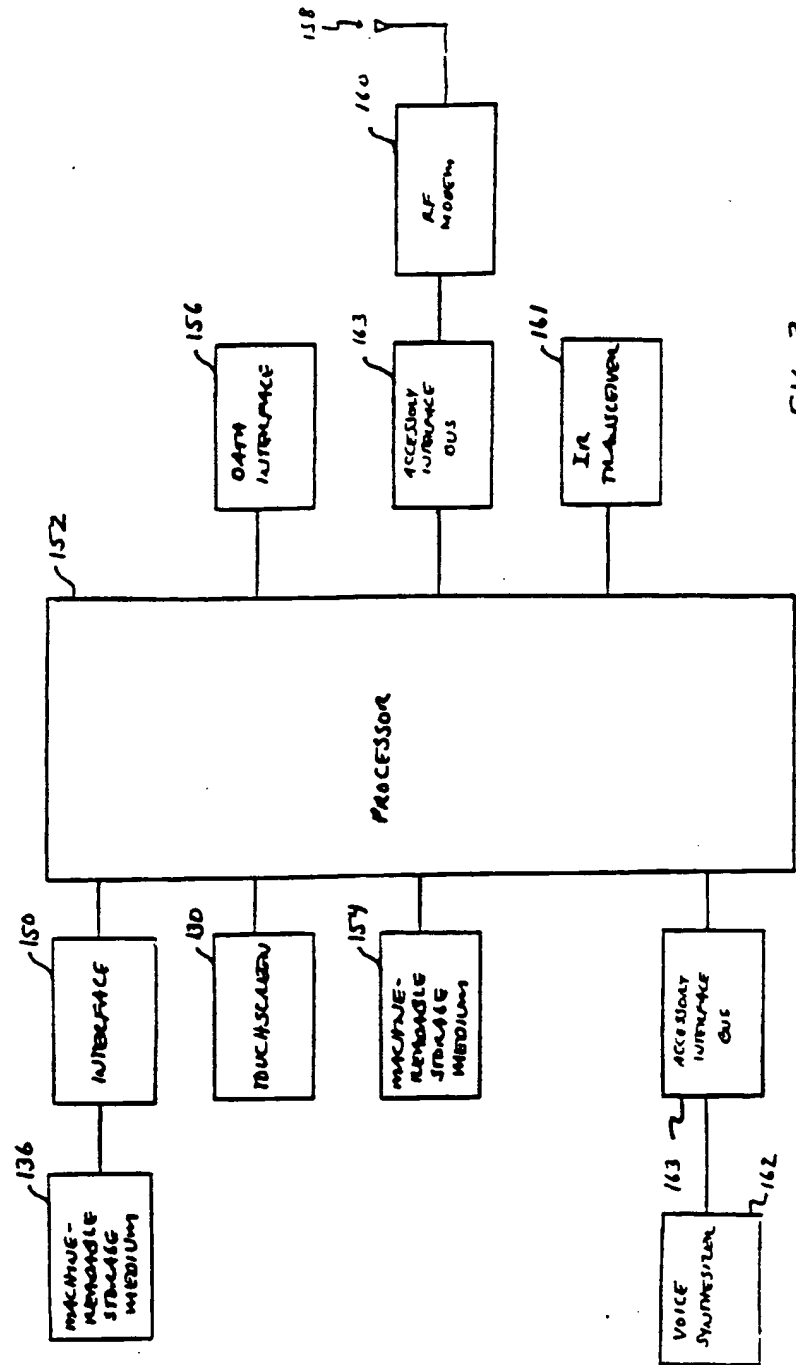 136
MACHINE-
READABLE
STORAGE
MEDIUM
150
INTERFACE
130
TOUCHSCREEN
154
MACHINE-
READABLE
STORAGE
MEDIUM
VOICE
SYNTHESIZER
162
163
ACCESSORY
INTERFACE
BUS
152
PROCESSOR
156
DATA
INTERFACE
163
ACCESSORY
INTERFACE
BUS
160
RF
MODEM
158
161
IR
TRANSCEIVER